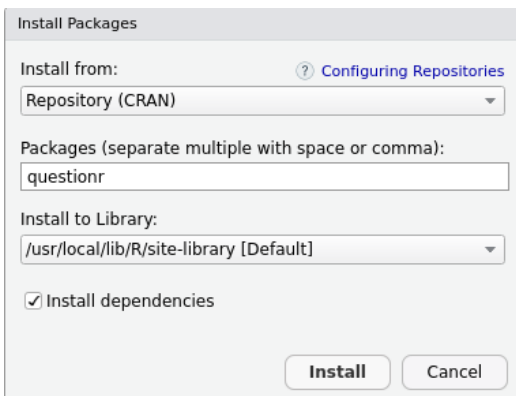 Install Packages
Install from:
? Configuring Repositories
Repository (CRAN)
Packages (separate multiple with space or comma):
questionr
Install to Library:
/usr/local/lib/R/site-library [Default]
Install dependencies
Install
Cancel